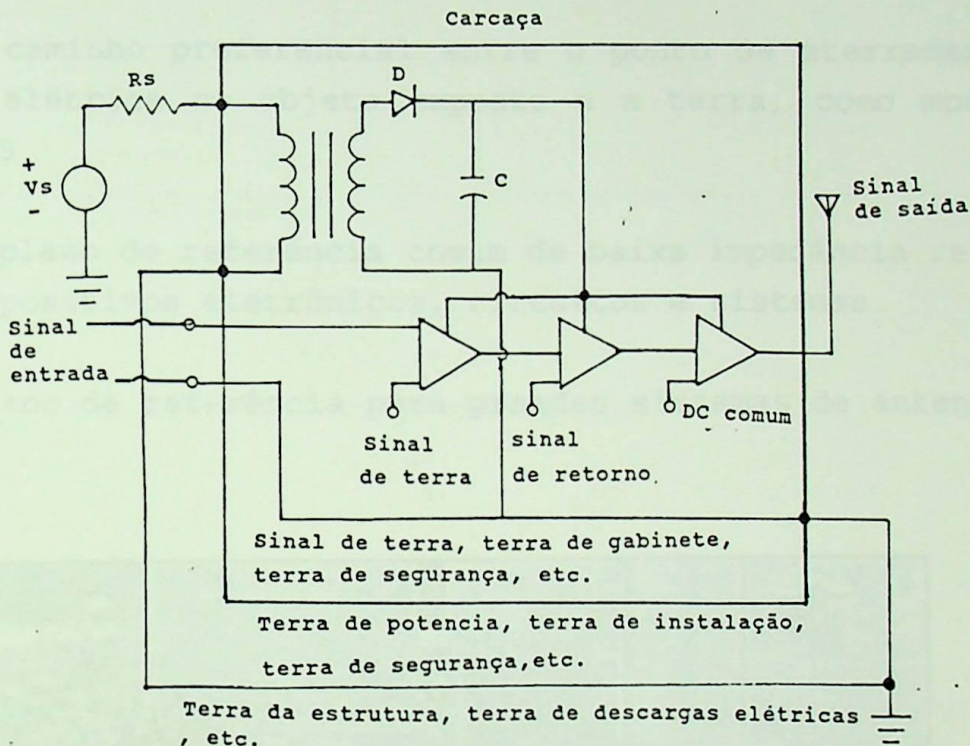 Carcaça
Rs
D
+
Vs
-
C
Sinal
de saída
Sinal
de
entrada
DC comum
Sinal
de terra
sinal
de retorno
Sinal de terra, terra de gabinete,
terra de segurança, etc.
Terra de potencia, terra de instalação,
terra de segurança,etc.
Terra da estrutura, terra de descargas elétricas
, etc.